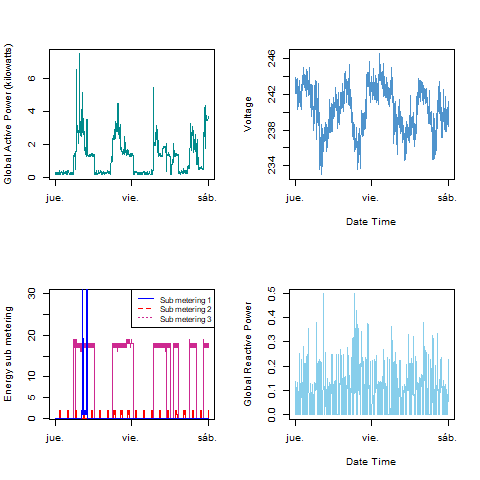 Global Active Power (kilowatts)
0 2 4 6
jue. vie. sáb.
Voltage
234 238 242 246
jue. vie. sáb.
Date Time
Energy sub metering
0 5 15 20 30
Sub metering 1
Sub metering 2
Sub metering 3
jue. vie. sáb.
Global Reactive Power
0.0 0.1 0.2 0.3 0.4 0.5
jue. vie. sáb.
Date Time